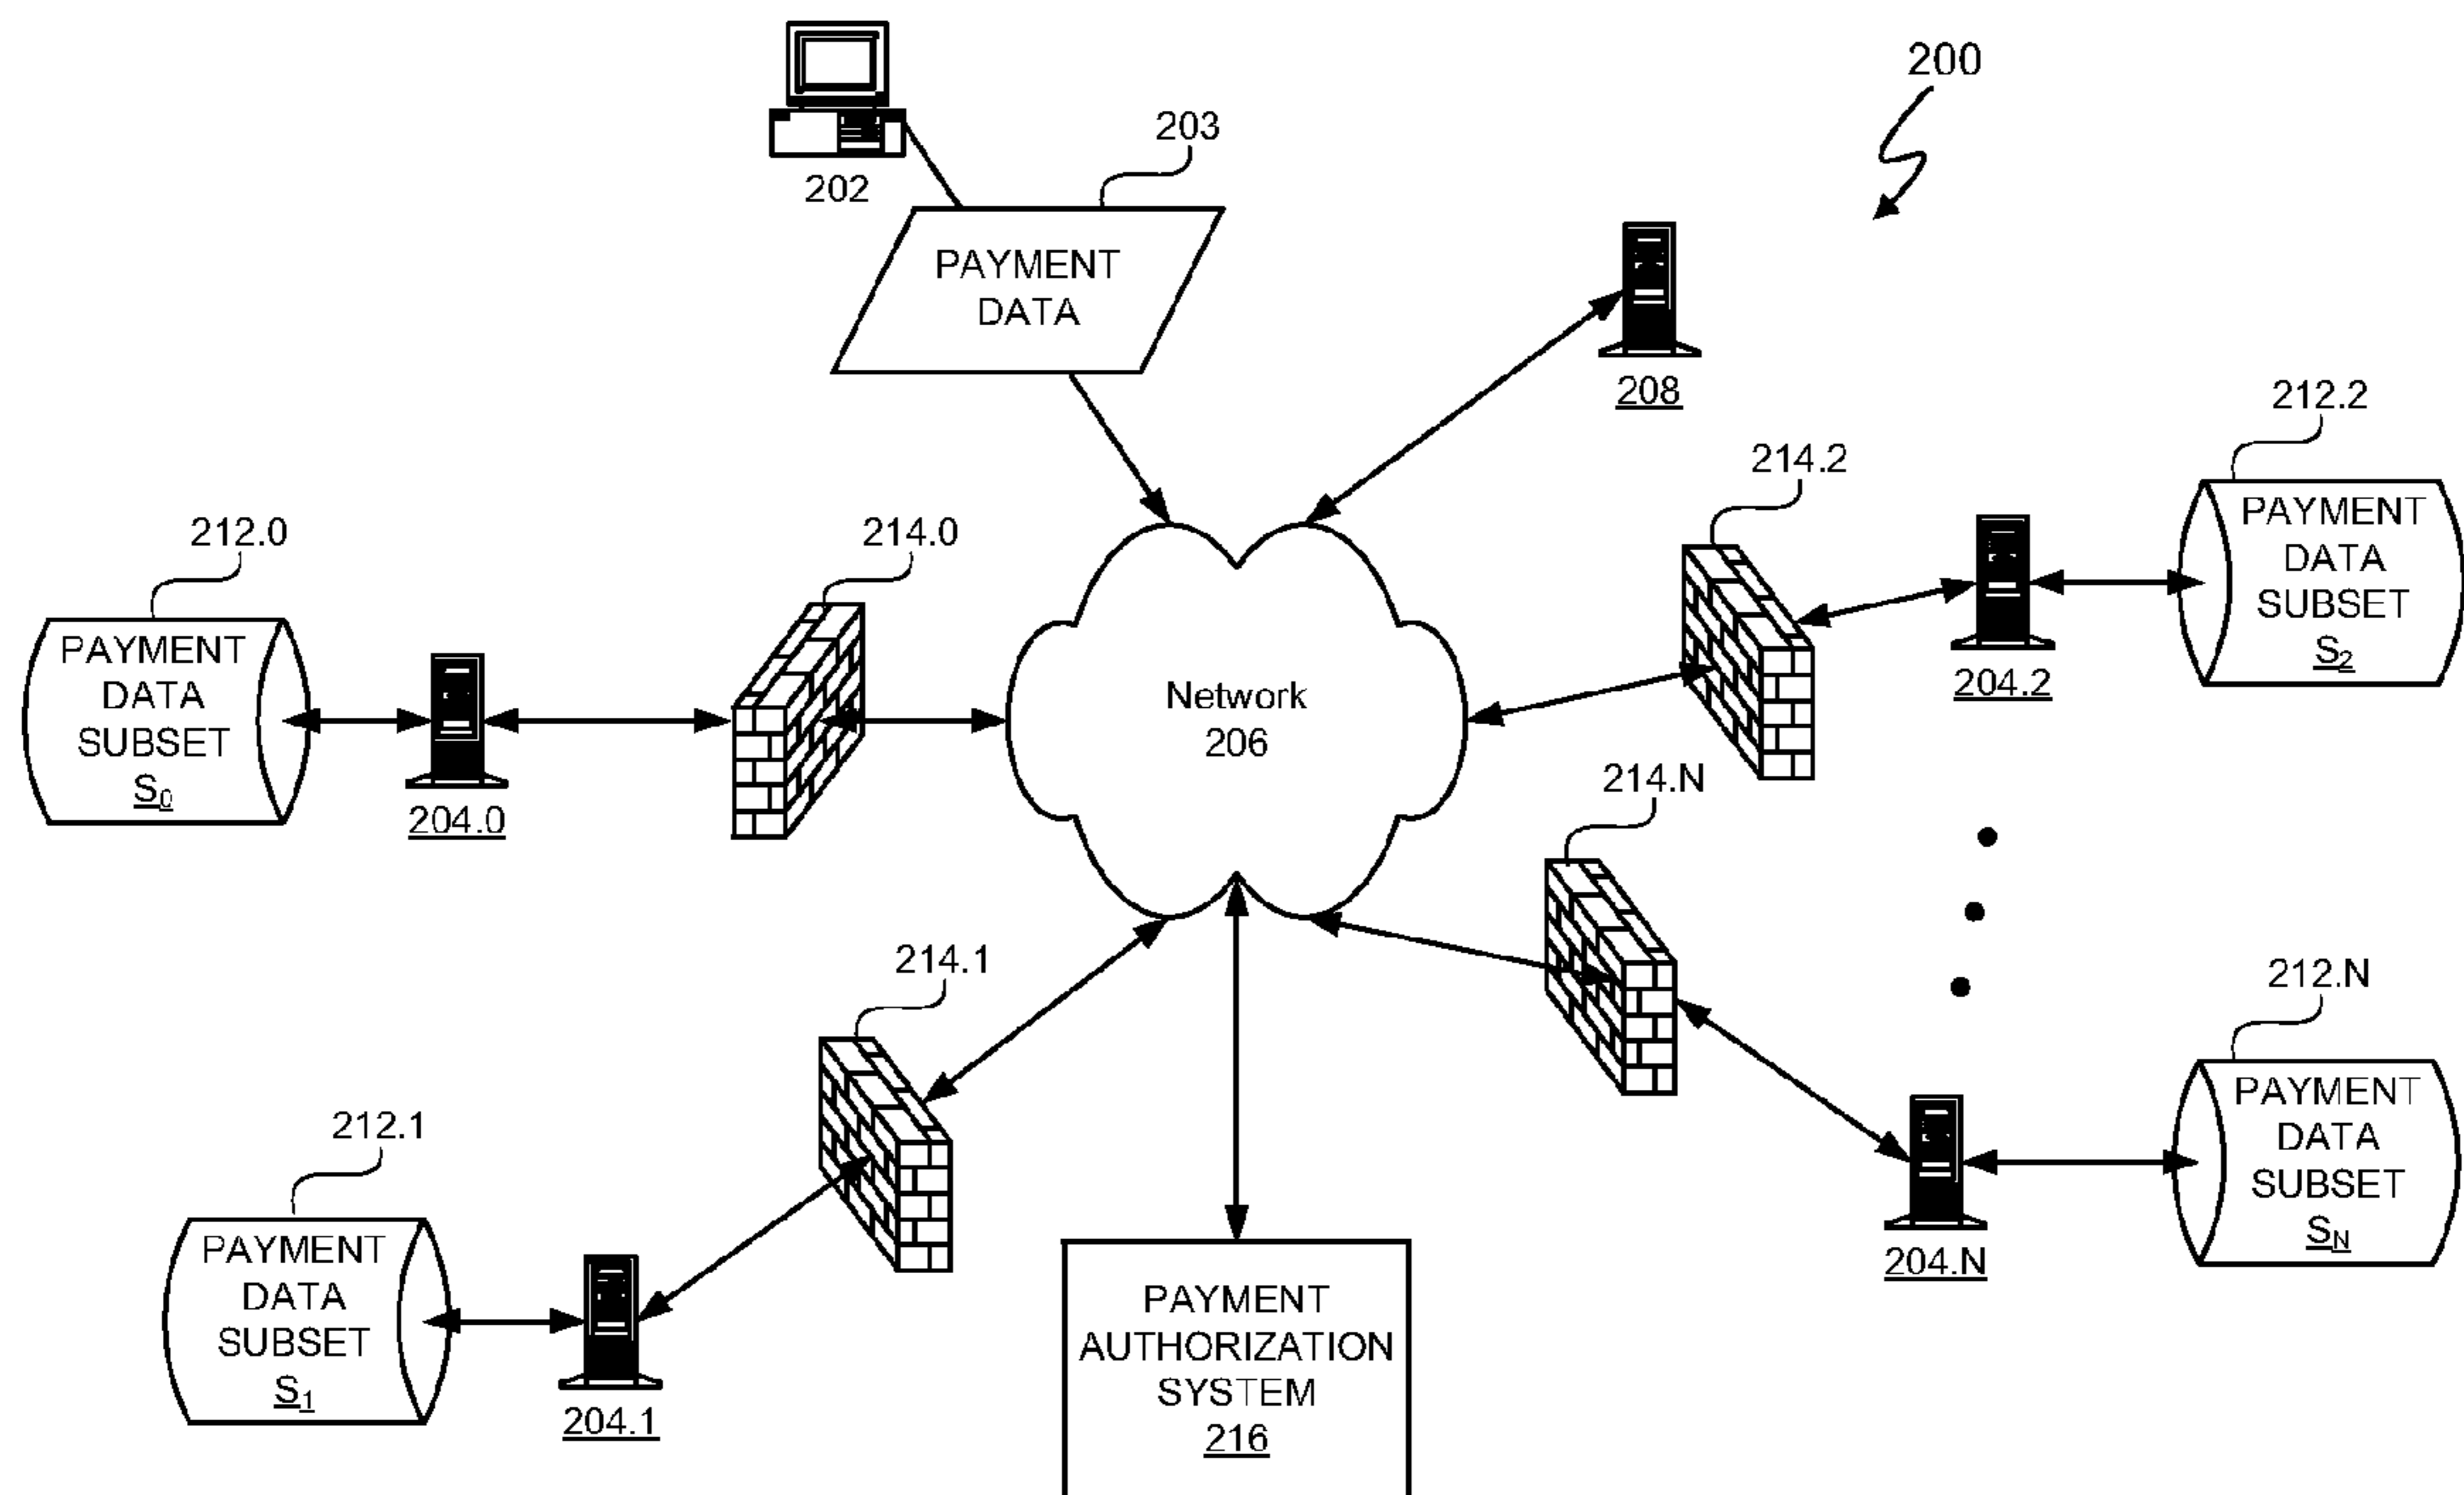 200
203
202
PAYMENT
DATA
208
212.2
214.2
PAYMENT
DATA
SUBSET
S2
204.2
212.0
214.0
PAYMENT
DATA
SUBSET
S0
204.0
Network
206
214.N
214.1
212.N
PAYMENT
DATA
SUBSET
SN
204.N
212.1
PAYMENT
DATA
SUBSET
S1
204.1
PAYMENT
AUTHORIZATION
SYSTEM
216